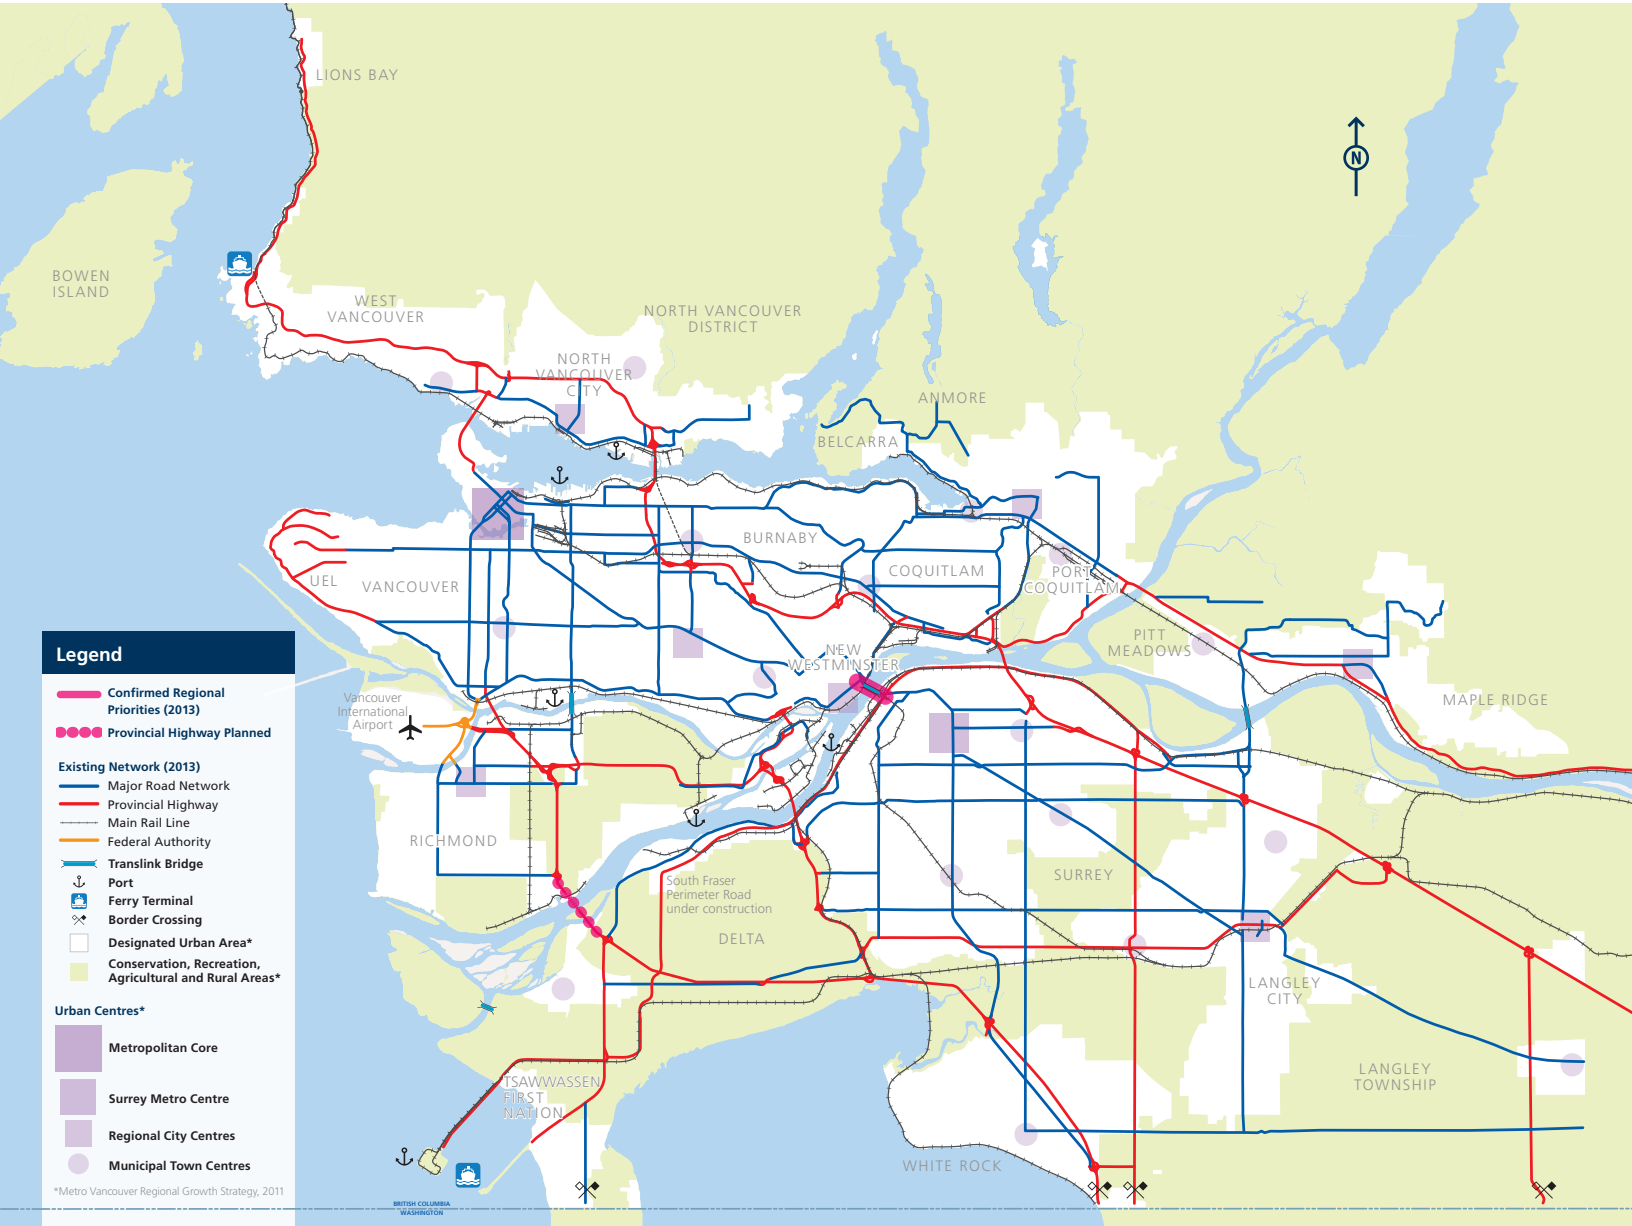 LIONS BAY
N
BOWEN
ISLAND
WEST
VANCOUVER
NORTH VANCOUVER
DISTRICT
NORTH
VANCOUVER
CITY
ANMORE
BELCARRA
BURNABY
COQUITLAM
PORT
COQUITLAM
UEL
VANCOUVER
PITT
MEADOWS
NEW
WESTMINSTER
MAPLE RIDGE
Vancouver
International
Airport
RICHMOND
South Fraser
Perimeter Road
under construction
SURREY
DELTA
LANGLEY
CITY
LANGLEY
TOWNSHIP
TSAWWASSEN
FIRST
NATION
WHITE ROCK
BRITISH COLUMBIA
WASHINGTON
Legend
Confirmed Regional
Priorities (2013)
Provincial Highway Planned
Existing Network (2013)
Major Road Network
Provincial Highway
Main Rail Line
Federal Authority
Translink Bridge
Port
Ferry Terminal
Border Crossing
Designated Urban Area*
Conservation, Recreation,
Agricultural and Rural Areas*
Urban Centres*
Metropolitan Core
Surrey Metro Centre
Regional City Centres
Municipal Town Centres
*Metro Vancouver Regional Growth Strategy, 2011